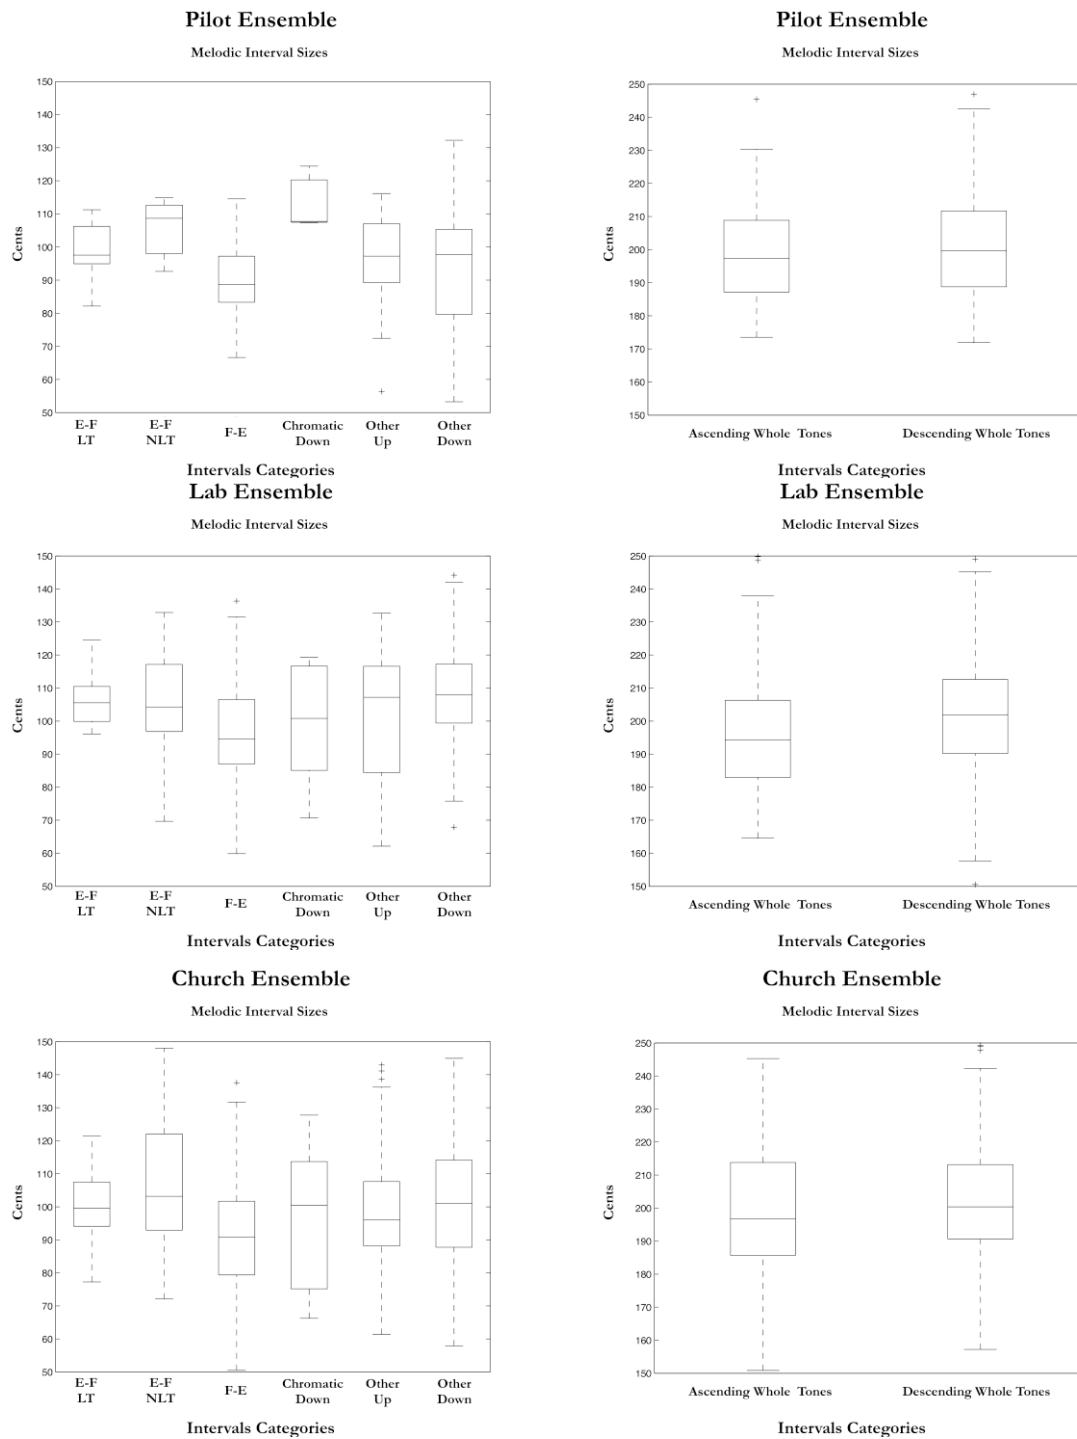 Pilot Ensemble
Melodic Interval Sizes
150
140
130
120
110
100
90
80
70
60
50
Cents
E-F LT
E-F NLT
F-E
Chromatic Down
Other Up
Other Down
Intervals Categories
Pilot Ensemble
Melodic Interval Sizes
250
240
230
220
210
200
190
180
170
160
150
Cents
Ascending Whole Tones
Descending Whole Tones
Intervals Categories
Lab Ensemble
Melodic Interval Sizes
150
140
130
120
110
100
90
80
70
60
50
Cents
E-F LT
E-F NLT
F-E
Chromatic Down
Other Up
Other Down
Intervals Categories
Lab Ensemble
Melodic Interval Sizes
250
240
230
220
210
200
190
180
170
160
150
Cents
Ascending Whole Tones
Descending Whole Tones
Intervals Categories
Church Ensemble
Melodic Interval Sizes
150
140
130
120
110
100
90
80
70
60
50
Cents
E-F LT
E-F NLT
F-E
Chromatic Down
Other Up
Other Down
Intervals Categories
Church Ensemble
Melodic Interval Sizes
250
240
230
220
210
200
190
180
170
160
150
Cents
Ascending Whole Tones
Descending Whole Tones
Intervals Categories